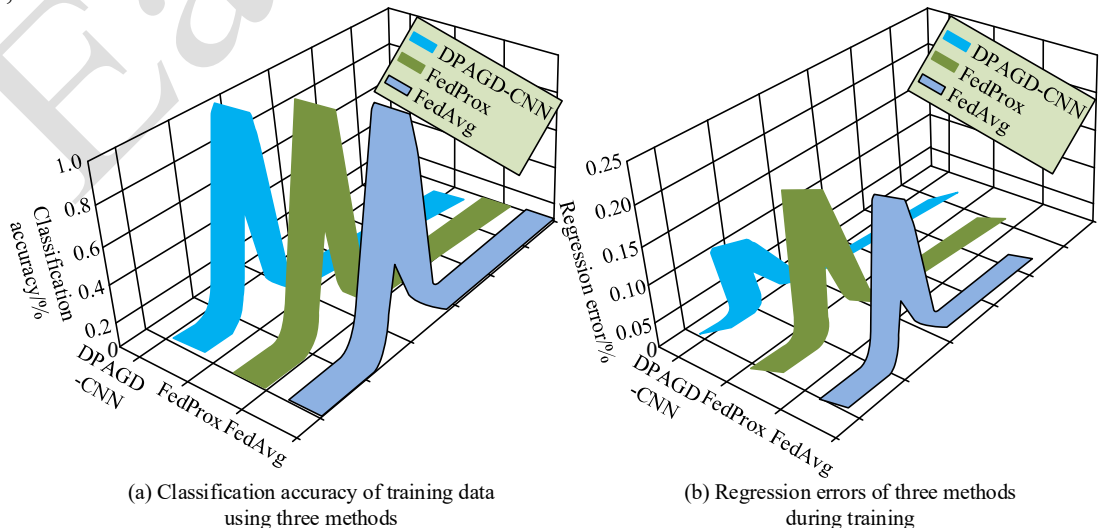 DPAGD-CNN
FedProx
FedAvg
1.0
0.8
0.6
0.4
0.2
0
Classification
accuracy/%
DPAGD
-CNN
FedProx
FedAvg
(a) Classification accuracy of training data
using three methods
DPAGD-CNN
FedProx
FedAvg
0.25
0.20
0.15
0.10
0.05
0
Regression error/%
DPAGD
-CNN
FedProx
FedAvg
(b) Regression errors of three methods
during training